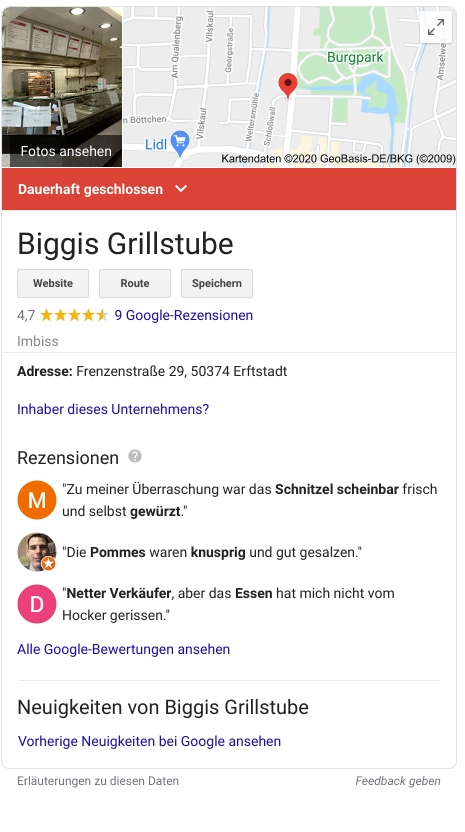 Fotos ansehen
Am Qualenberg
Vilskaul
Georgstraße
Burgpark
Amselwe
m Böttchen
Vilskaul
Weltersmühle
Schloßwall
Lidl
Kartendaten ©2020 GeoBasis-DE/BKG (©2009)
Dauerhaft geschlossen
Biggis Grillstube
Website Route Speichern
4,7 9 Google-Rezensionen
Imbiss
Adresse: Frenzenstraße 29, 50374 Erftstadt
Inhaber dieses Unternehmens?
Rezensionen ?
M "Zu meiner Überraschung war das Schnitzel scheinbar frisch
und selbst gewürzt."
"Die Pommes waren knusprig und gut gesalzen."
D "Netter Verkäufer, aber das Essen hat mich nicht vom
Hocker gerissen."
Alle Google-Bewertungen ansehen
Neuigkeiten von Biggis Grillstube
Vorherige Neuigkeiten bei Google ansehen
Erläuterungen zu diesen Daten Feedback geben